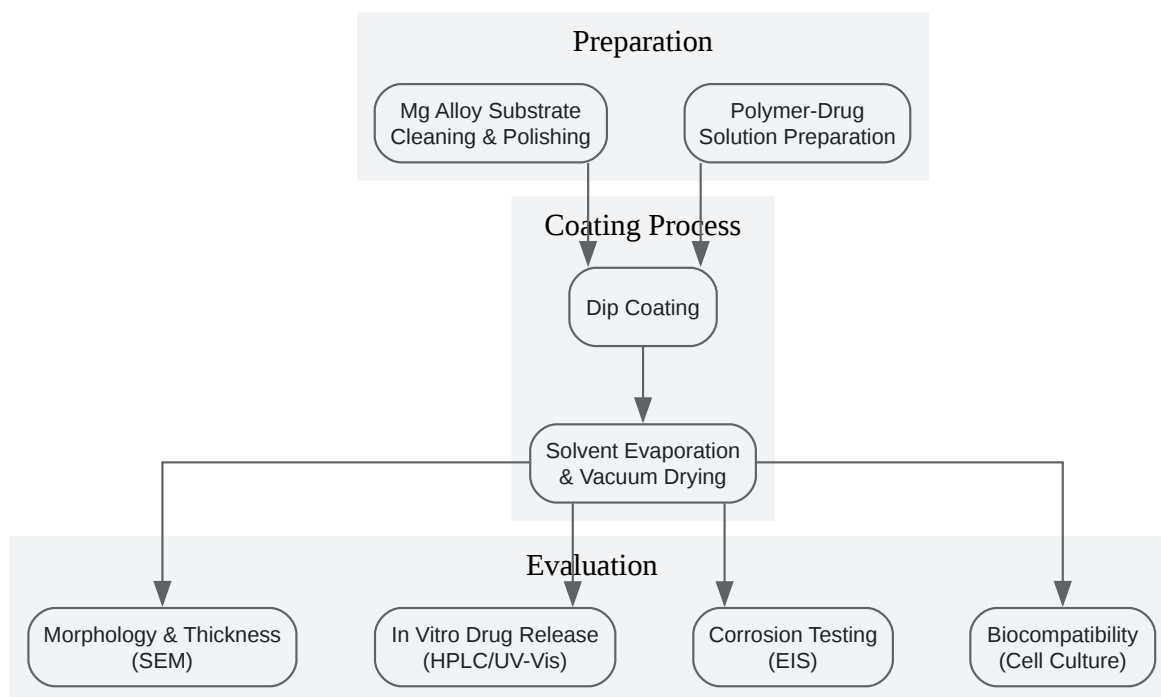 Preparation
Mg Alloy Substrate
Cleaning & Polishing
Polymer-Drug
Solution Preparation
Coating Process
Dip Coating
Solvent Evaporation
& Vacuum Drying
Evaluation
Morphology & Thickness
(SEM)
In Vitro Drug Release
(HPLC/UV-Vis)
Corrosion Testing
(EIS)
Biocompatibility
(Cell Culture)